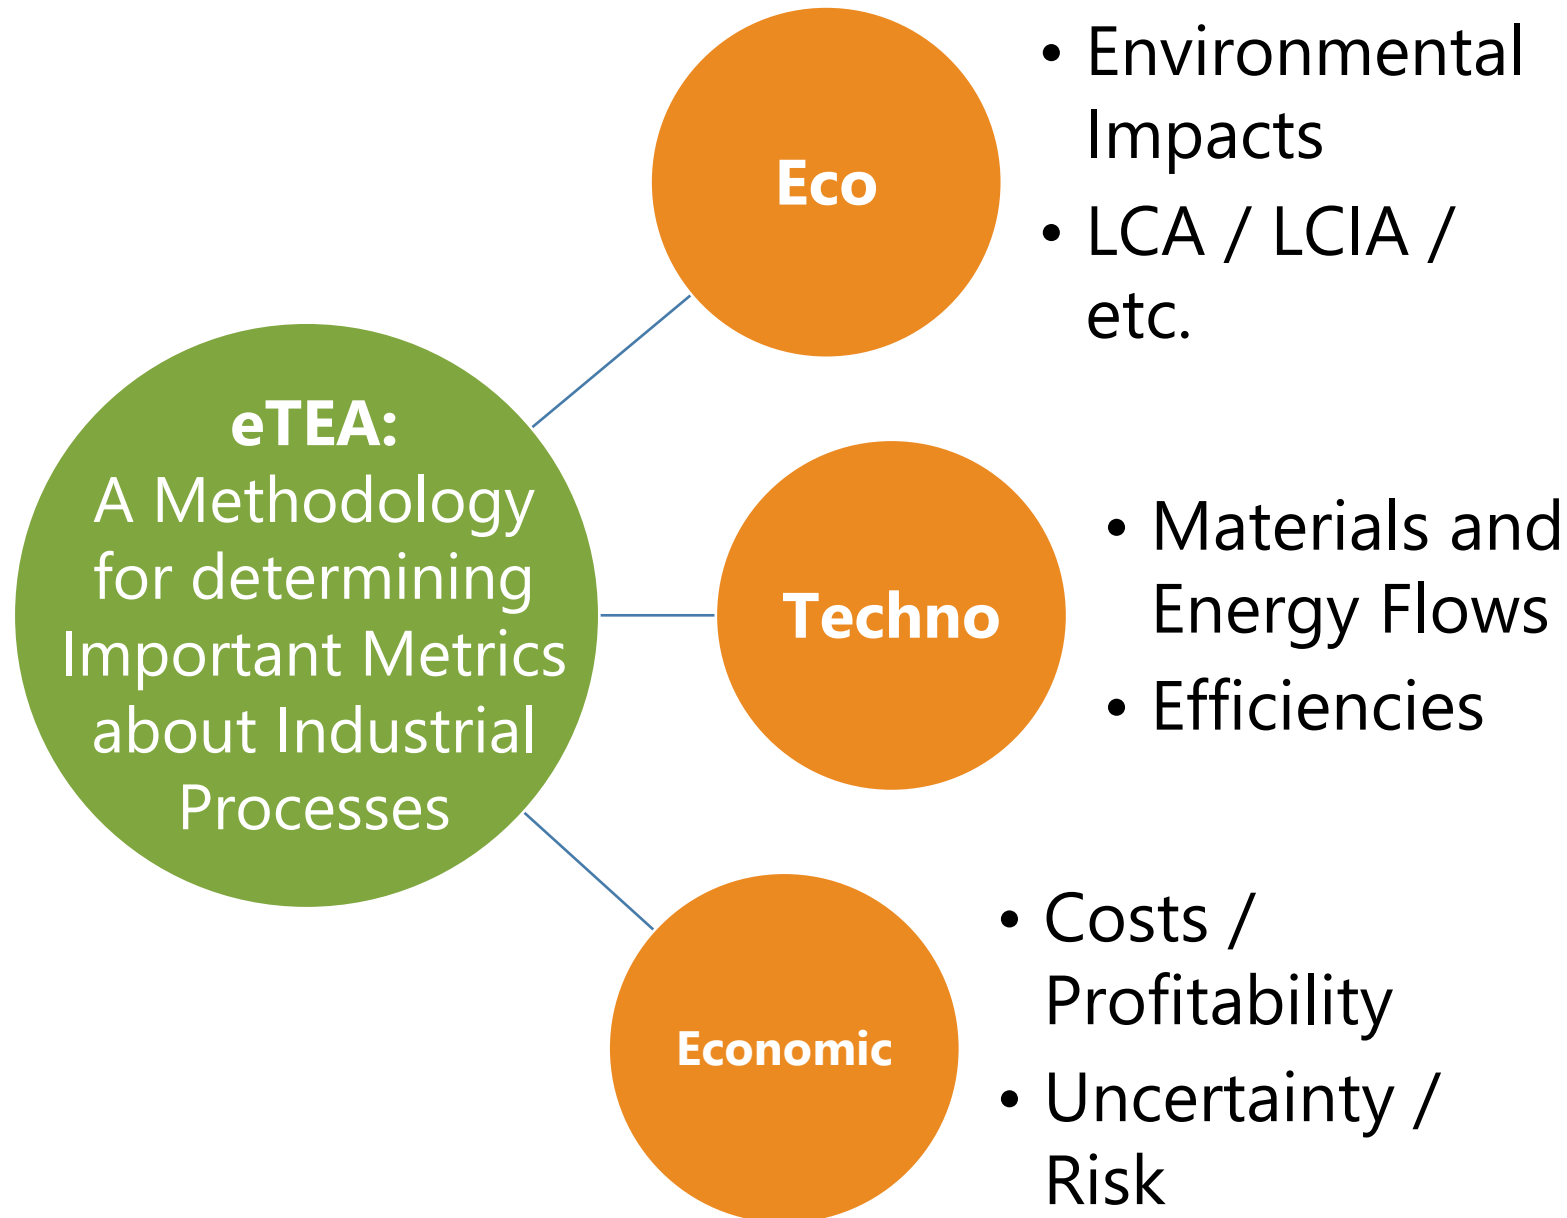 eTEA:
A Methodology
for determining
Important Metrics
about Industrial
Processes
Eco
• Environmental
Impacts
• LCA / LCIA /
etc.
Techno
• Materials and
Energy Flows
• Efficiencies
Economic
• Costs /
Profitability
• Uncertainty /
Risk